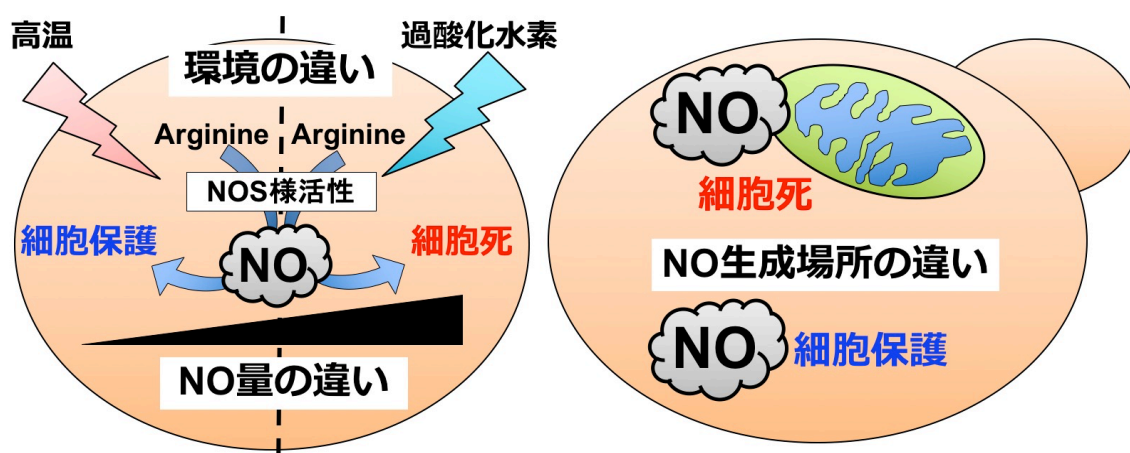 高温
過酸化水素
環境の違い
Arginine
Arginine
NOS様活性
細胞保護
NO
細胞死
NO量の違い
NO
細胞死
NO生成場所の違い
NO
細胞保護